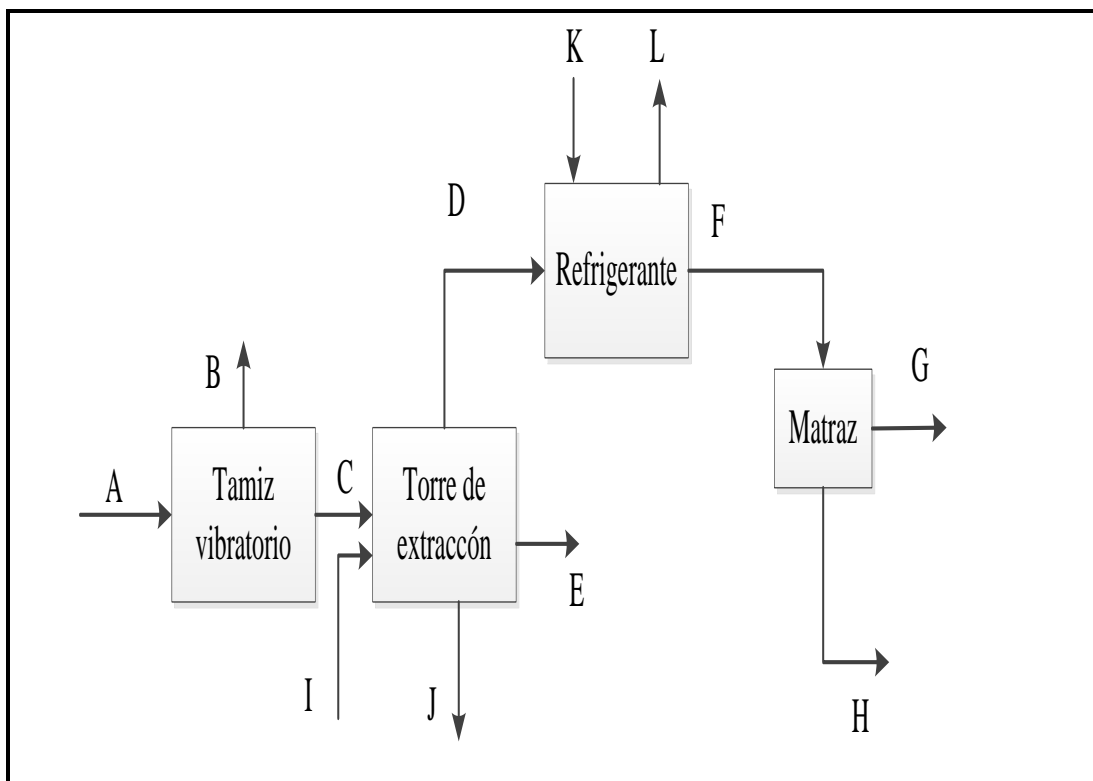 K
L
D
F
Refrigerante
B
G
Matraz
A
Tamiz
vibratorio
C
Torre de
extraccón
E
I
J
H